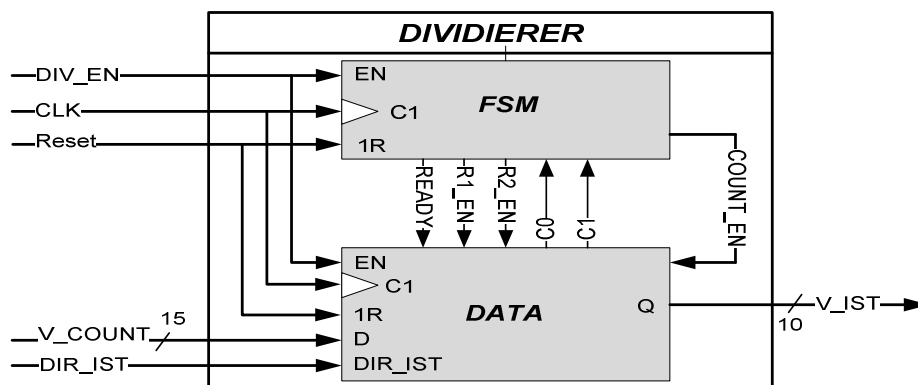 DIVIDIERER
DIV_EN
EN
CLK
C1
FSM
Reset
1R
READY
R1_EN
R2_EN
C0
C1
COUNT_EN
EN
C1
1R
DATA
Q
V_IST
10
V_COUNT
15
D
DIR_IST
DIR_IST